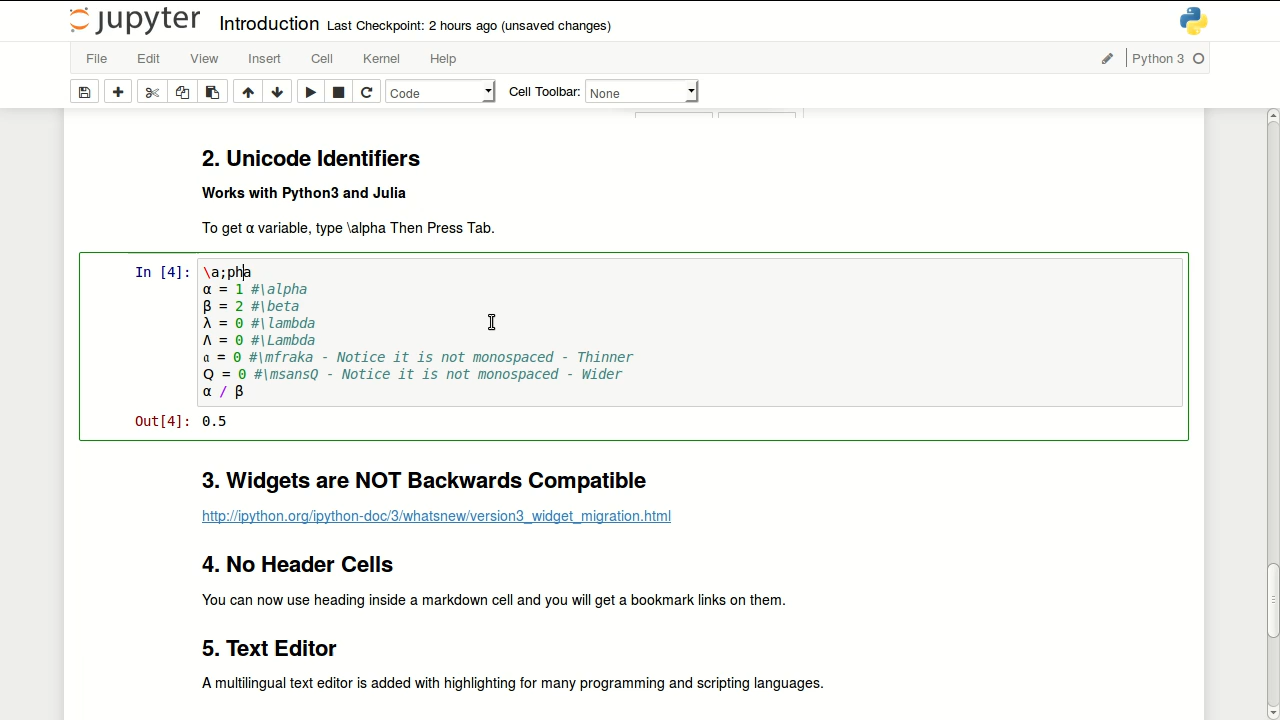 jupyter Introduction Last Checkpoint: 2 hours ago (unsaved changes)
File Edit View Insert Cell Kernel Help Python 3
Code Cell Toolbar: None
2. Unicode Identifiers
Works with Python3 and Julia
To get α variable, type \alpha Then Press Tab.
In [4]: \a;pha
α = 1 #\alpha
β = 2 #\beta
λ = 0 #\lambda
Λ = 0 #\Lambda
𝔞 = 0 #\mfraka - Notice it is not monospaced - Thinner
𝖰 = 0 #\msansQ - Notice it is not monospaced - Wider
α / β
Out[4]: 0.5
3. Widgets are NOT Backwards Compatible
http://ipython.org/ipython-doc/3/whatsnew/version3_widget_migration.html
4. No Header Cells
You can now use heading inside a markdown cell and you will get a bookmark links on them.
5. Text Editor
A multilingual text editor is added with highlighting for many programming and scripting languages.